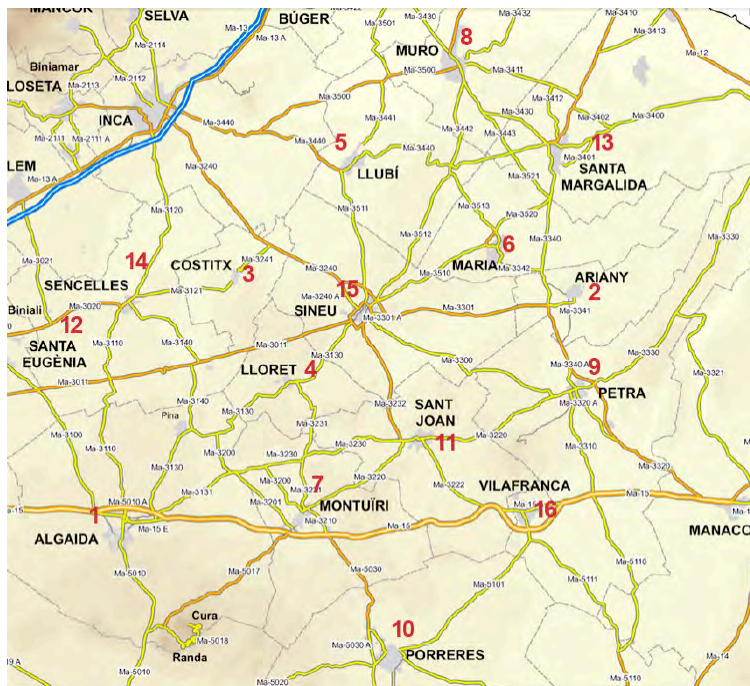 MANCOR
SELVA
BÚGER
Ma-3422
Ma-13
Ma-13 A
Ma-3501
Ma-3430
Ma-3432
Ma-3410
Ma-3413
Ma-12
8
MURO
Biniamar
Ma-2114
Ma-2112
Ma-2113
LOSETA
INCA
Ma-3500
Ma-3500
Ma-3411
Ma-3412
Ma-3402
Ma-3400
Ma-3441
Ma-3430
Ma-3440
Ma-3442
Ma-3443
Ma-2111
Ma-2111 A
Ma-3440
5
Ma-3440
13
LEM
Ma-13 A
Ma-3240
LLUBÍ
Ma-3401
SANTA
MARGALIDA
Ma-3521
Ma-3120
Ma-3511
Ma-3513
Ma-3520
Ma-3512
Ma-3340
Ma-3330
6
MARIA
Ma-3342
14
COSTITX
Ma-3241
3
Ma-3021
SENCELLES
Ma-3240
Ma-3510
ARIANY
2
Ma-3121
15
Ma-3240 A
SINEU
Ma-3301
Ma-3341
Ma-3301 A
Biniali
Ma-3020
12
SANTA
EUGÈNIA
Ma-3110
Ma-3140
Ma-3011
Ma-3130
Ma-3300
Ma-3340 A
9
Ma-3330
Ma-3321
LLORET
4
Ma-3011
PETRA
Ma-3320 A
Ma-3140
Ma-3130
Ma-3232
SANT
JOAN
Pina
Ma-3231
Ma-3100
Ma-3110
Ma-3200
Ma-3230
Ma-3230
11
Ma-3220
Ma-3310
Ma-3130
Ma-3230
Ma-3320
Ma-3131
Ma-3200
Ma-3220
Ma-3222
7
VILAFRANCA
Ma-15
Ma-5010 A
Ma-3201
MONTUÏRI
16
1
Ma-15 E
Ma-3210
Ma-15
MANACO
ALGAIDA
Ma-5010
Ma-5017
Ma-5030
Ma-5101
Ma-5111
Ma-5110
Cura
10
Ma-5018
Randa
Ma-5030 A
PORRERES
Ma-14
Ma-5010
Ma-5020
Ma-5110